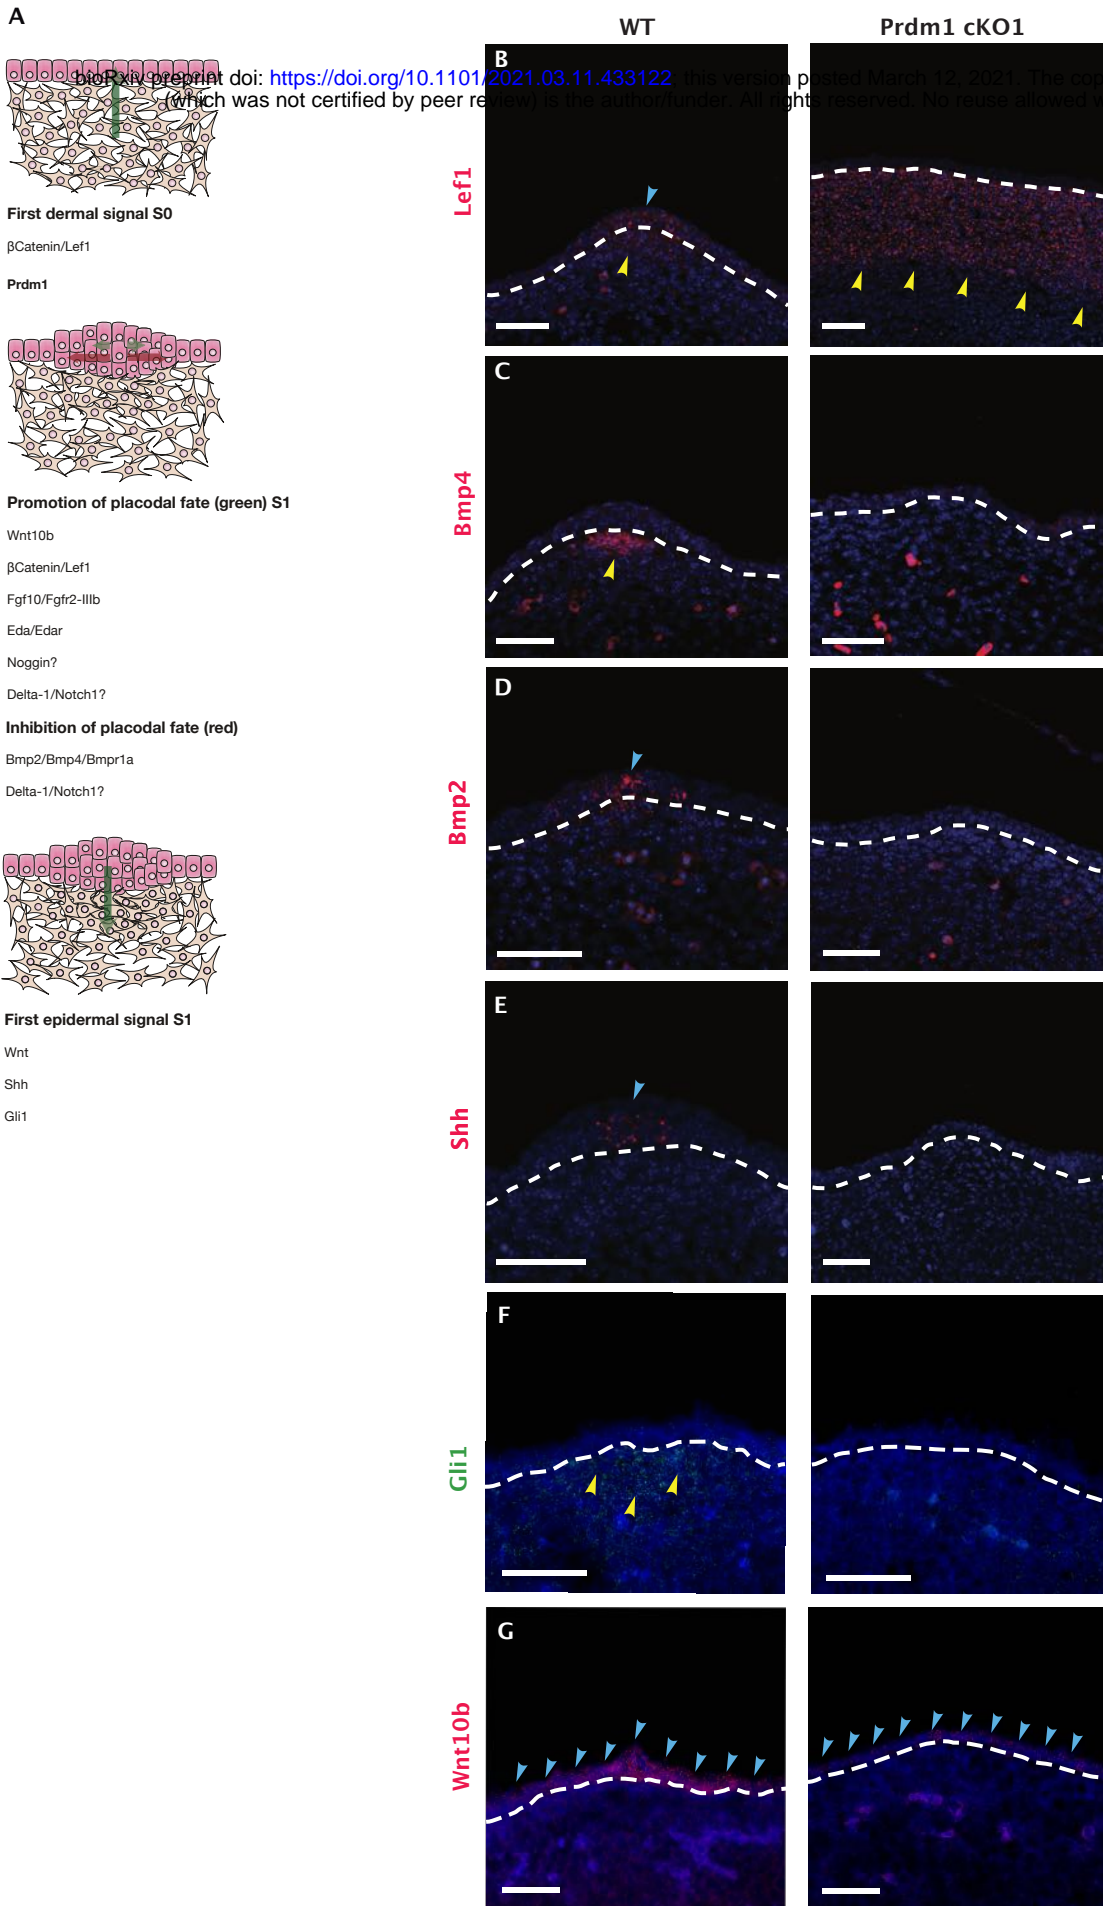 A
WT
Prdm1 cKO1
bioRxiv preprint doi: https://doi.org/10.1101/2021.03.11.433122; this version posted March 12, 2021. The cop
(which was not certified by peer review) is the author/funder. All rights reserved. No reuse allowed w
First dermal signal S0
βCatenin/Lef1
Prdm1
Promotion of placodal fate (green) S1
Wnt10b
βCatenin/Lef1
Fgf10/Fgfr2-IIIb
Eda/Edar
Noggin?
Delta-1/Notch1?
Inhibition of placodal fate (red)
Bmp2/Bmp4/Bmpr1a
Delta-1/Notch1?
First epidermal signal S1
Wnt
Shh
Gli1
B
Lef1
C
Bmp4
D
Bmp2
E
Shh
F
Gli1
G
Wnt10b